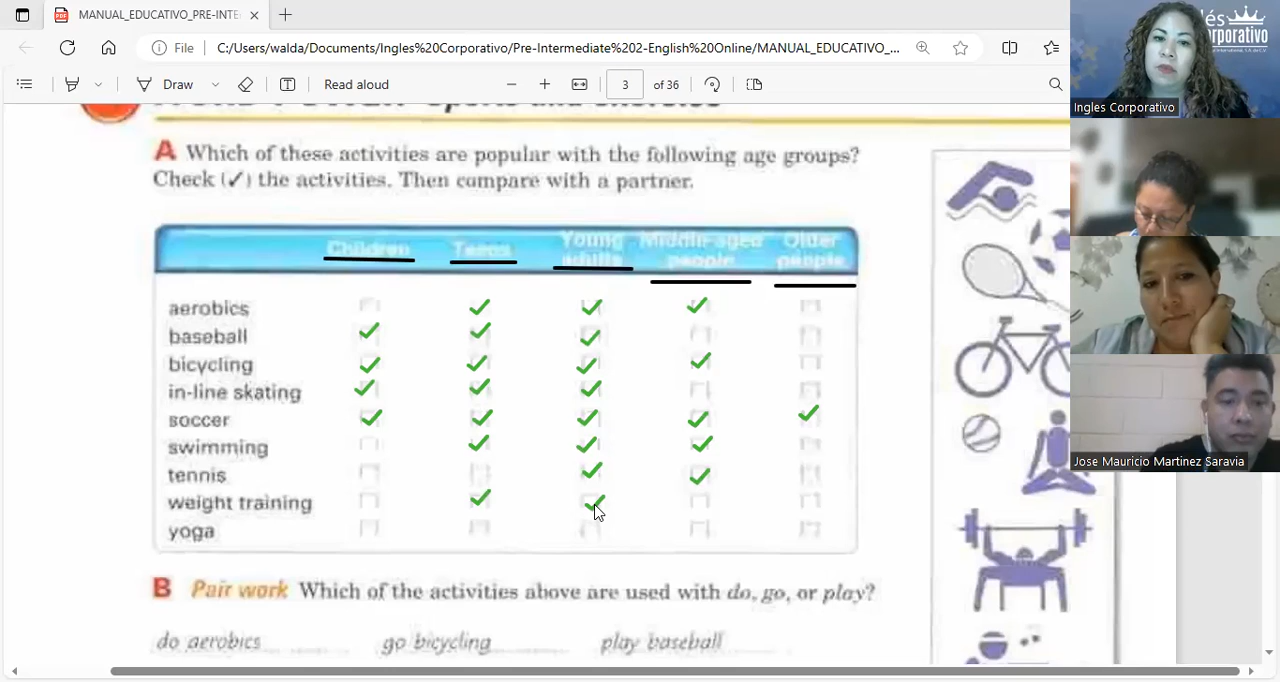 MANUAL_EDUCATIVO_PRE-INTE
File C:/Users/walda/Documents/Ingles%20Corporativo/Pre-Intermediate%202-English%20Online/MANUAL_EDUCATIVO_...
Draw Read aloud 3 of 36
A Which of these activities are popular with the following age groups?
Check (✓) the activities. Then compare with a partner.
Children Teens Young adults Middle-aged people Older people
aerobics
baseball
bicycling
in-line skating
soccer
swimming
tennis
weight training
yoga
B Pair work Which of the activities above are used with do, go, or play?
do aerobics go bicycling play baseball
Corporativo
Ingles Corporativo
Jose Mauricio Martinez Saravia